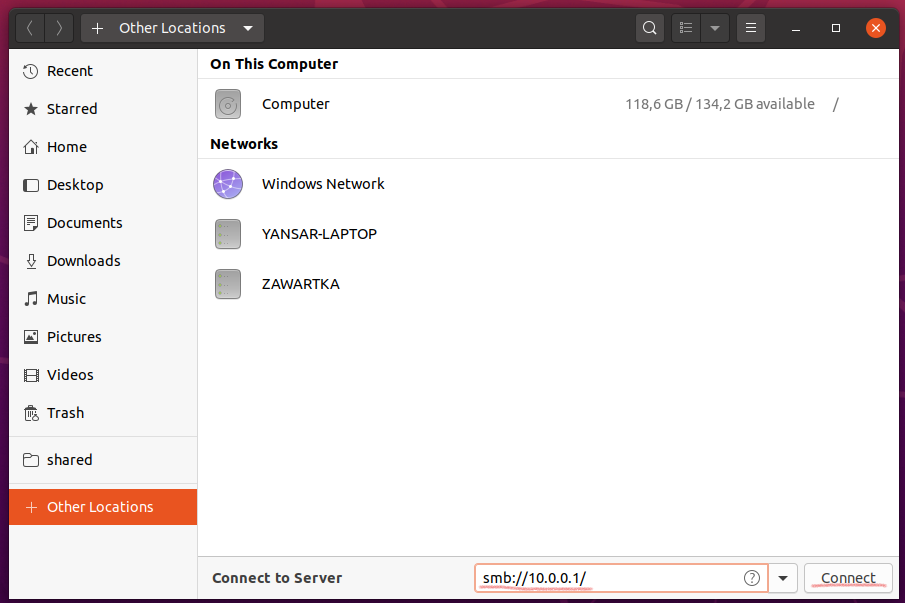 Other Locations
Recent
Starred
Home
Desktop
Documents
Downloads
Music
Pictures
Videos
Trash
shared
Other Locations
On This Computer
Computer 118,6 GB / 134,2 GB available /
Networks
Windows Network
YANSAR-LAPTOP
ZAWARTKA
Connect to Server smb://10.0.0.1/ ? Connect